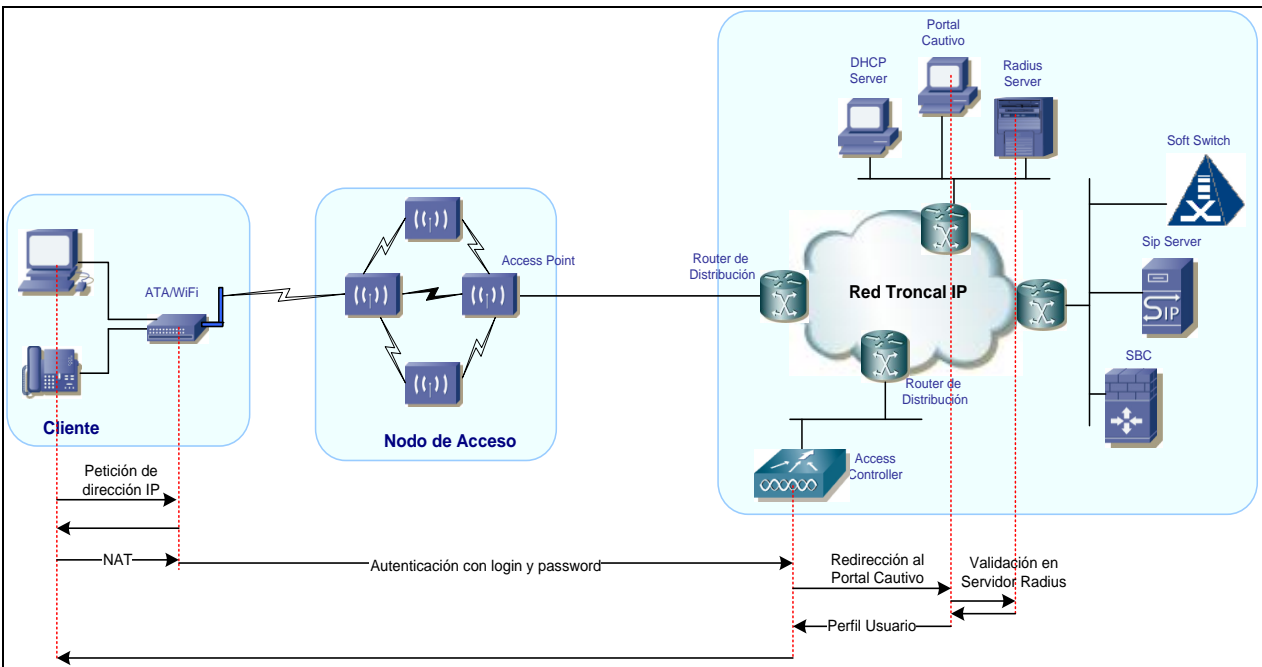 Portal
Cautivo
DHCP
Server
Radius
Server
Soft Switch
Sip Server
SIP
SBC
Router de
Distribución
Red Troncal IP
Router de
Distribución
Access
Controller
Access Point
Nodo de Acceso
ATA/WiFi
Cliente
Petición de
dirección IP
NAT
Autenticación con login y password
Redirección al
Portal Cautivo
Validación en
Servidor Radius
Perfil Usuario